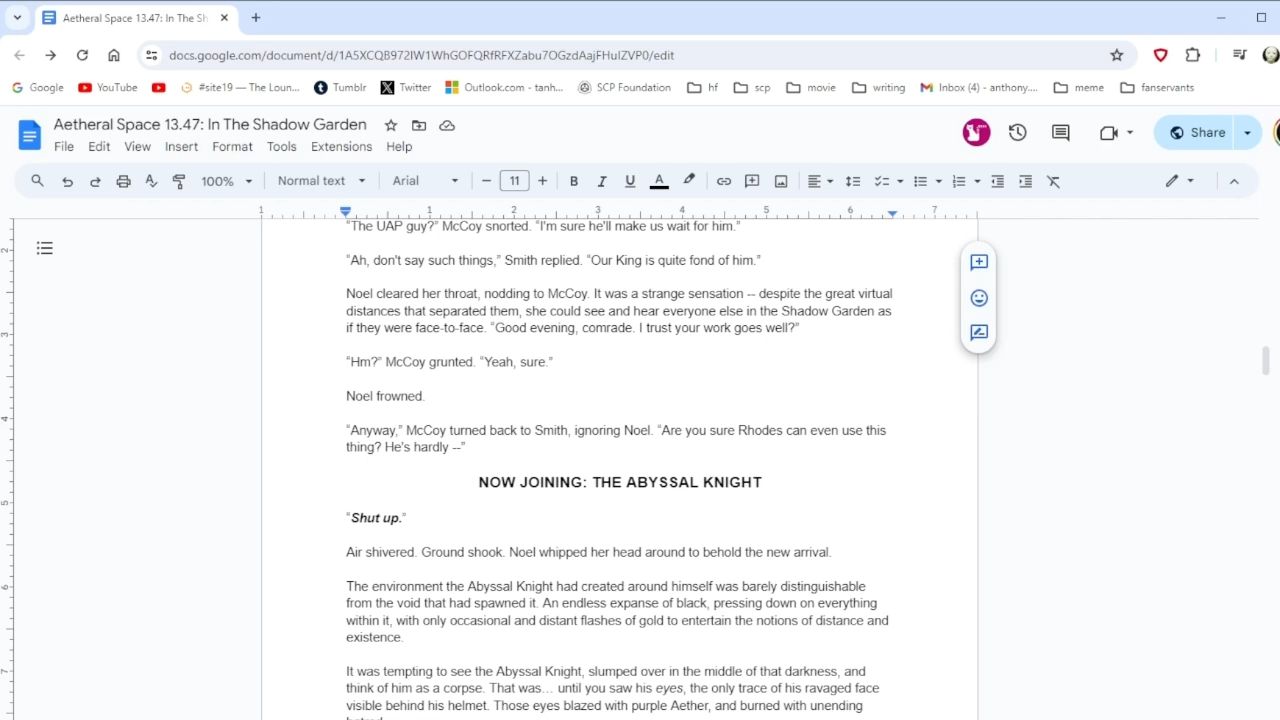 Aetheral Space 13.47: In The Sh
docs.google.com/document/d/1A5XCQB972IW1WhGOFQRfRFXZabu7OGzdAajFHuIZVP0/edit
Google YouTube #site19 — The Loun... Tumblr Twitter Outlook.com - tanh... SCP Foundation hf scp movie writing Inbox (4) - anthony.... meme fanservants
Aetheral Space 13.47: In The Shadow Garden
File Edit View Insert Format Tools Extensions Help
Share
100% Normal text Arial 11
1 1 2 3 4 5 6 7
“The UAP guy?” McCoy snorted. “I'm sure he'll make us wait for him.”
“Ah, don't say such things,” Smith replied. “Our King is quite fond of him.”
Noel cleared her throat, nodding to McCoy. It was a strange sensation -- despite the great virtual
distances that separated them, she could see and hear everyone else in the Shadow Garden as
if they were face-to-face. “Good evening, comrade. I trust your work goes well?”
“Hm?” McCoy grunted. “Yeah, sure.”
Noel frowned.
“Anyway,” McCoy turned back to Smith, ignoring Noel. “Are you sure Rhodes can even use this
thing? He's hardly --”
NOW JOINING: THE ABYSSAL KNIGHT
“Shut up.”
Air shivered. Ground shook. Noel whipped her head around to behold the new arrival.
The environment the Abyssal Knight had created around himself was barely distinguishable
from the void that had spawned it. An endless expanse of black, pressing down on everything
within it, with only occasional and distant flashes of gold to entertain the notions of distance and
existence.
It was tempting to see the Abyssal Knight, slumped over in the middle of that darkness, and
think of him as a corpse. That was… until you saw his eyes, the only trace of his ravaged face
visible behind his helmet. Those eyes blazed with purple Aether, and burned with unending
2
3
4
5
6
7